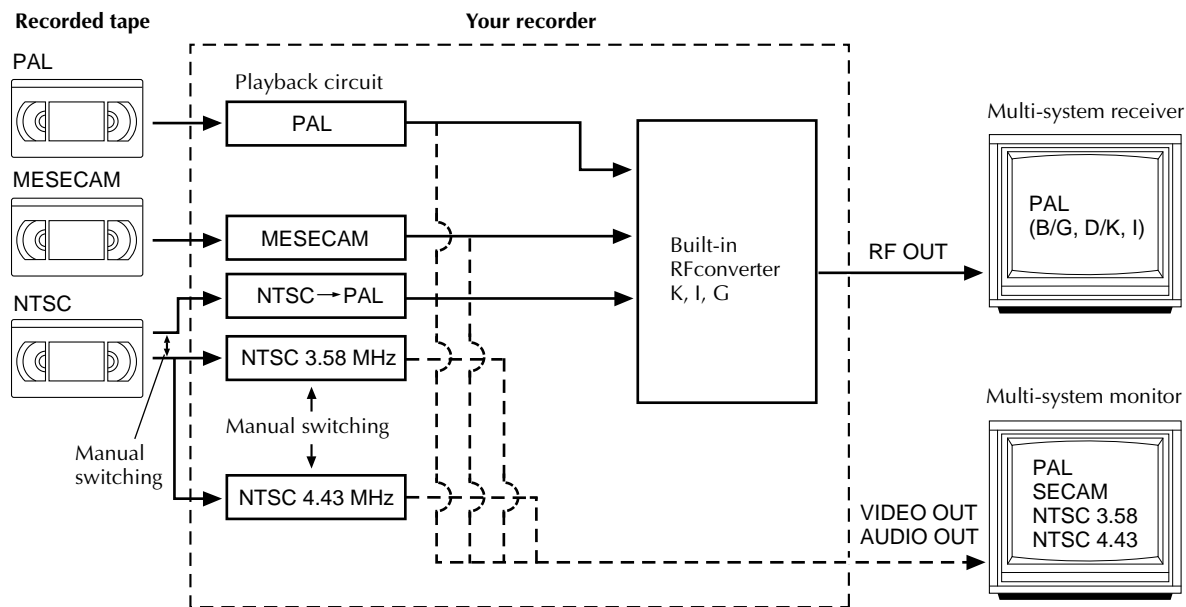 Recorded tape
Your recorder
PAL
Playback circuit
PAL
Multi-system receiver
MESECAM
PAL
(B/G, D/K, I)
MESECAM
Built-in
RFconverter
K, I, G
RF OUT
NTSC
NTSC→PAL
NTSC 3.58 MHz
Multi-system monitor
Manual switching
Manual
switching
NTSC 4.43 MHz
PAL
SECAM
NTSC 3.58
NTSC 4.43
VIDEO OUT
AUDIO OUT